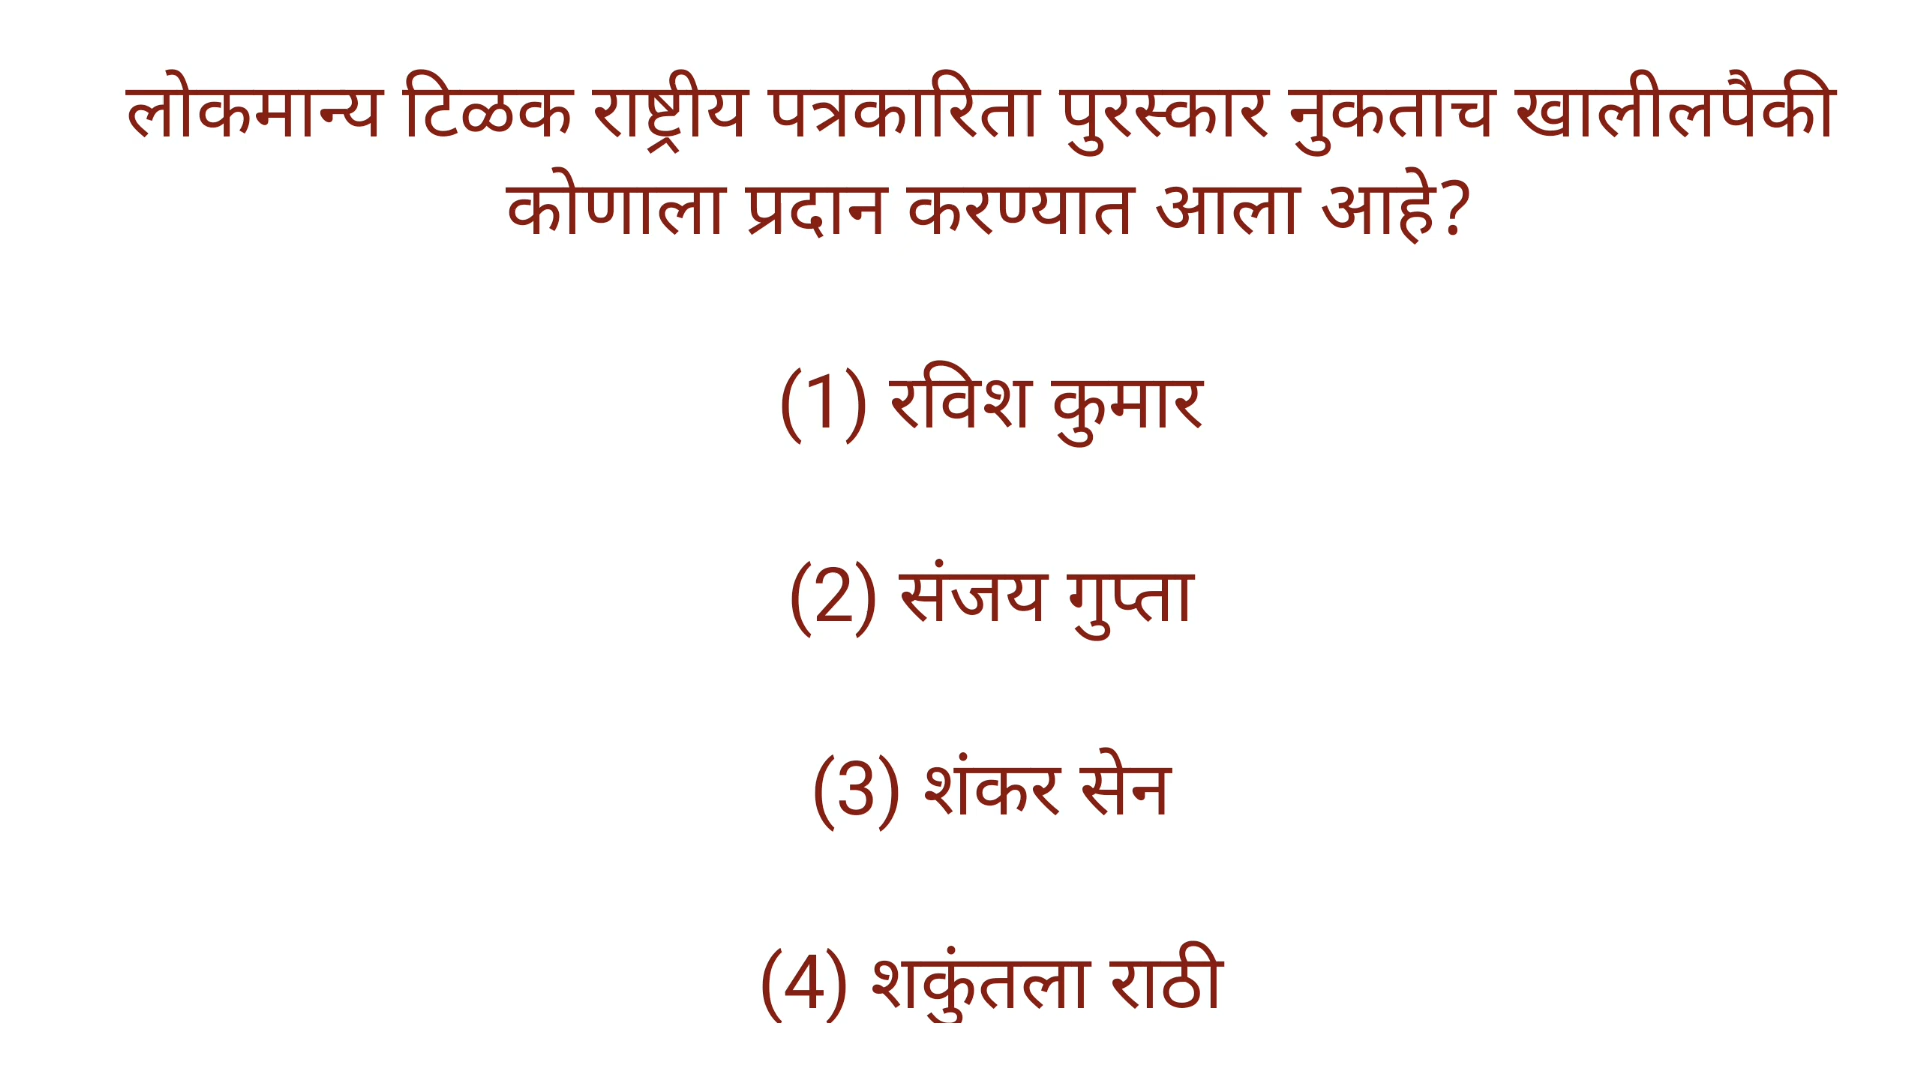 लोकमान्य टिळक राष्ट्रीय पत्रकारिता पुरस्कार नुकताच खालीलपैकी
कोणाला प्रदान करण्यात आला आहे?
(1) रविश कुमार
(2) संजय गुप्ता
(3) शंकर सेन
(4) शकुंतला राठी